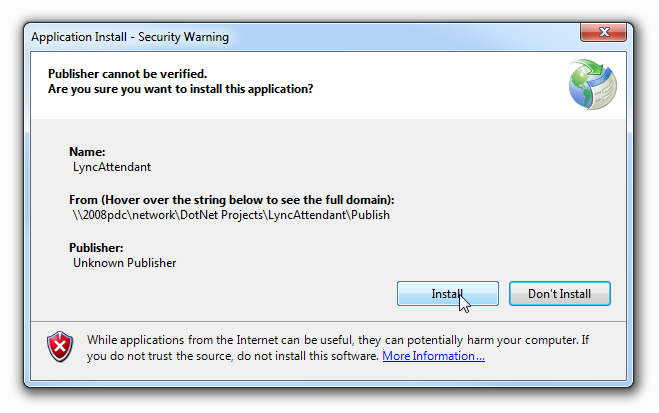 Application Install - Security Warning
Publisher cannot be verified.
Are you sure you want to install this application?
Name:
LyncAttendant
From (Hover over the string below to see the full domain):
\\2008pdc\network\DotNet Projects\LyncAttendant\Publish
Publisher:
Unknown Publisher
Install
Don't Install
While applications from the Internet can be useful, they can potentially harm your computer. If
you do not trust the source, do not install this software. More Information...